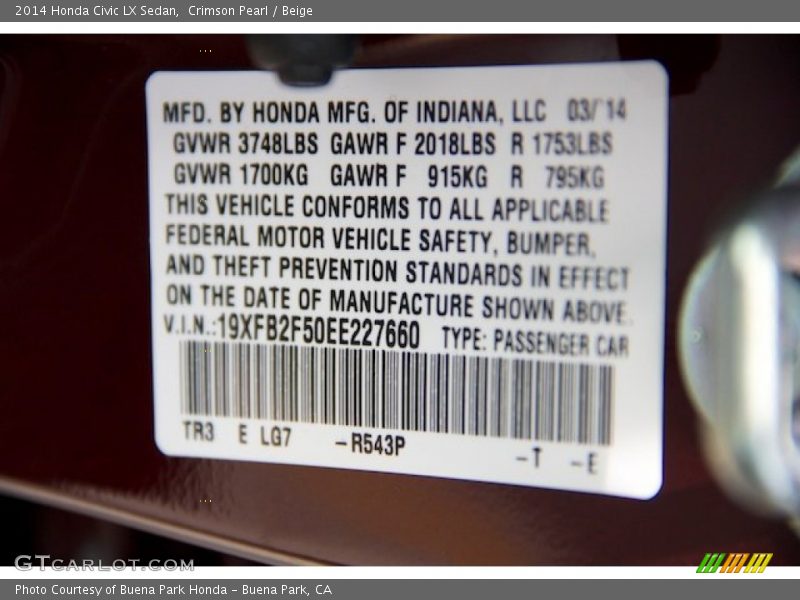 2014 Honda Civic LX Sedan,  Crimson Pearl / Beige
MFD. BY HONDA MFG. OF INDIANA, LLC 03/'14
GVWR 3748LBS GAWR F 2018LBS R 1753LBS
GVWR 1700KG GAWR F 915KG R 795KG
THIS VEHICLE CONFORMS TO ALL APPLICABLE
FEDERAL MOTOR VEHICLE SAFETY, BUMPER,
AND THEFT PREVENTION STANDARDS IN EFFECT
ON THE DATE OF MANUFACTURE SHOWN ABOVE.
V.I.N.:19XFB2F50EE227660 TYPE: PASSENGER CAR
TR3 E LG7 -R543P -T -E
GTCARLOT.COM
Photo Courtesy of Buena Park Honda - Buena Park, CA